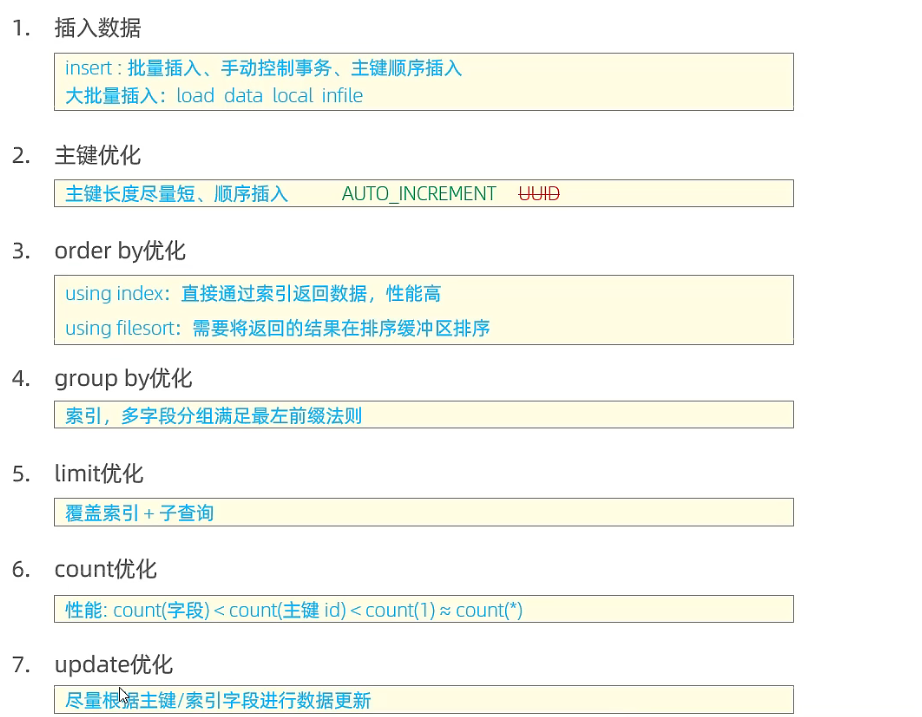 1. 插入数据
insert : 批量插入、手动控制事务、主键顺序插入
大批量插入：load data local infile
2. 主键优化
主键长度尽量短、顺序插入 AUTO_INCREMENT UUID
3. order by优化
using index：直接通过索引返回数据，性能高
using filesort：需要将返回的结果在排序缓冲区排序
4. group by优化
索引，多字段分组满足最左前缀法则
5. limit优化
覆盖索引 + 子查询
6. count优化
性能: count(字段) < count(主键 id) < count(1) ≈ count(*)
7. update优化
尽量根据主键/索引字段进行数据更新